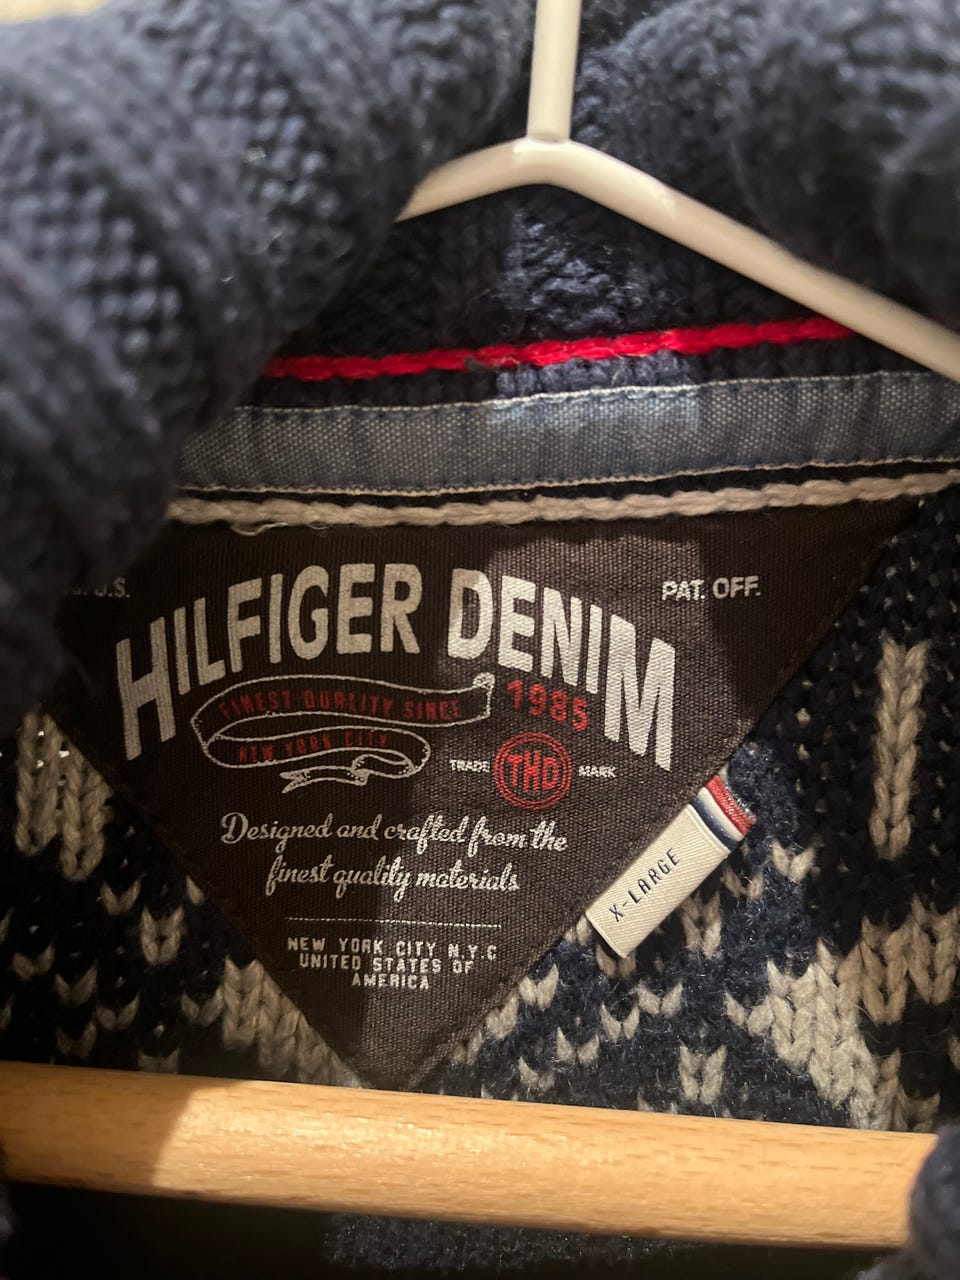 U.S.
PAT. OFF.
HILFIGER DENIM
FINEST QUALITY SINCE
1985
NEW YORK CITY
TRADE THD MARK
Designed and crafted from the
finest quality materials
NEW YORK CITY N.Y.C
UNITED STATES OF
AMERICA
X-LARGE